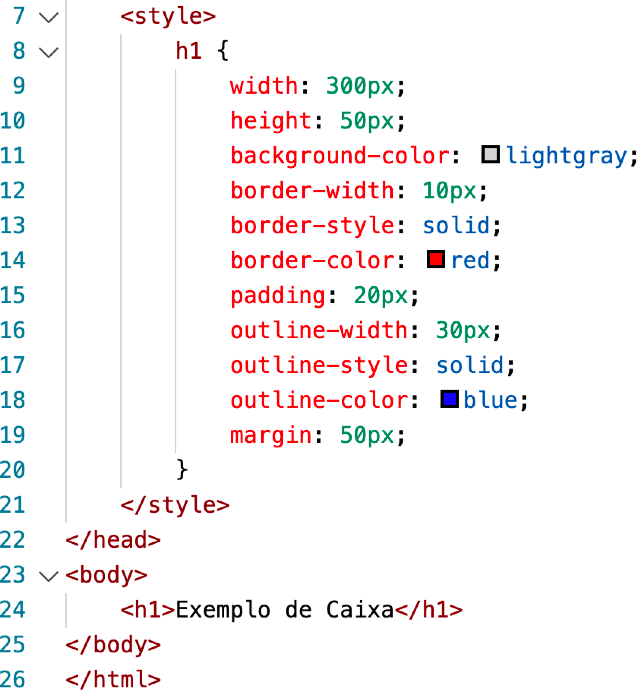 7 <style>
8 h1 {
9 width: 300px;
10 height: 50px;
11 background-color: lightgray;
12 border-width: 10px;
13 border-style: solid;
14 border-color: red;
15 padding: 20px;
16 outline-width: 30px;
17 outline-style: solid;
18 outline-color: blue;
19 margin: 50px;
20 }
21 </style>
22 </head>
23 <body>
24 <h1>Exemplo de Caixa</h1>
25 </body>
26 </html>